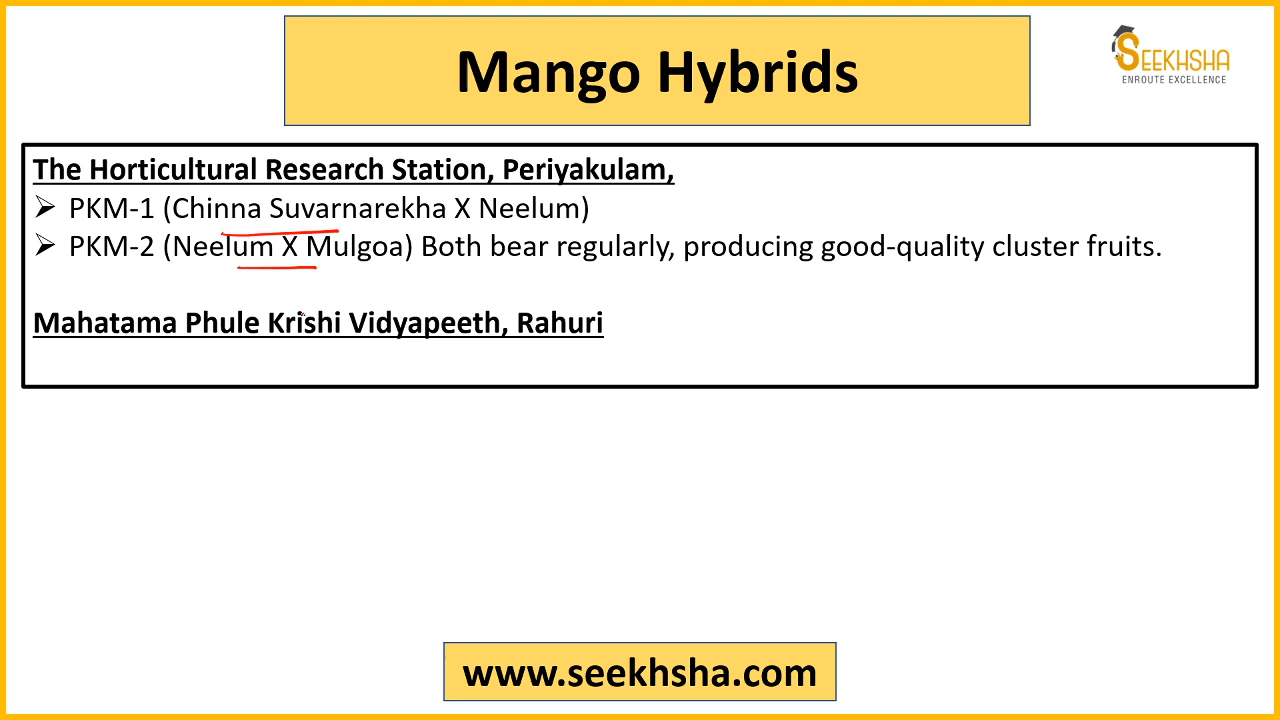 Mango Hybrids
SEEKHSHA
ENROUTE EXCELLENCE
The Horticultural Research Station, Periyakulam,
➢ PKM-1 (Chinna Suvarnarekha X Neelum)
➢ PKM-2 (Neelum X Mulgoa) Both bear regularly, producing good-quality cluster fruits.
Mahatama Phule Krishi Vidyapeeth, Rahuri
www.seekhsha.com